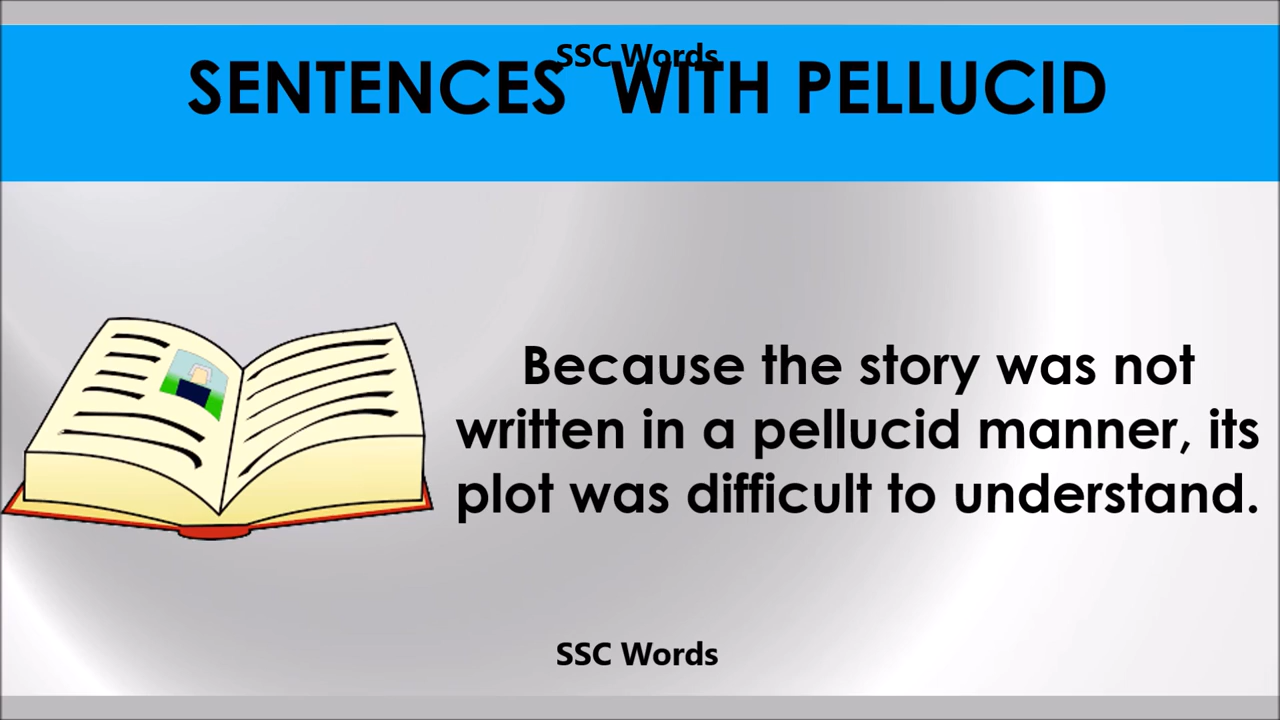 SSC Words
SENTENCES WITH PELLUCID
Because the story was not
written in a pellucid manner, its
plot was difficult to understand.
SSC Words